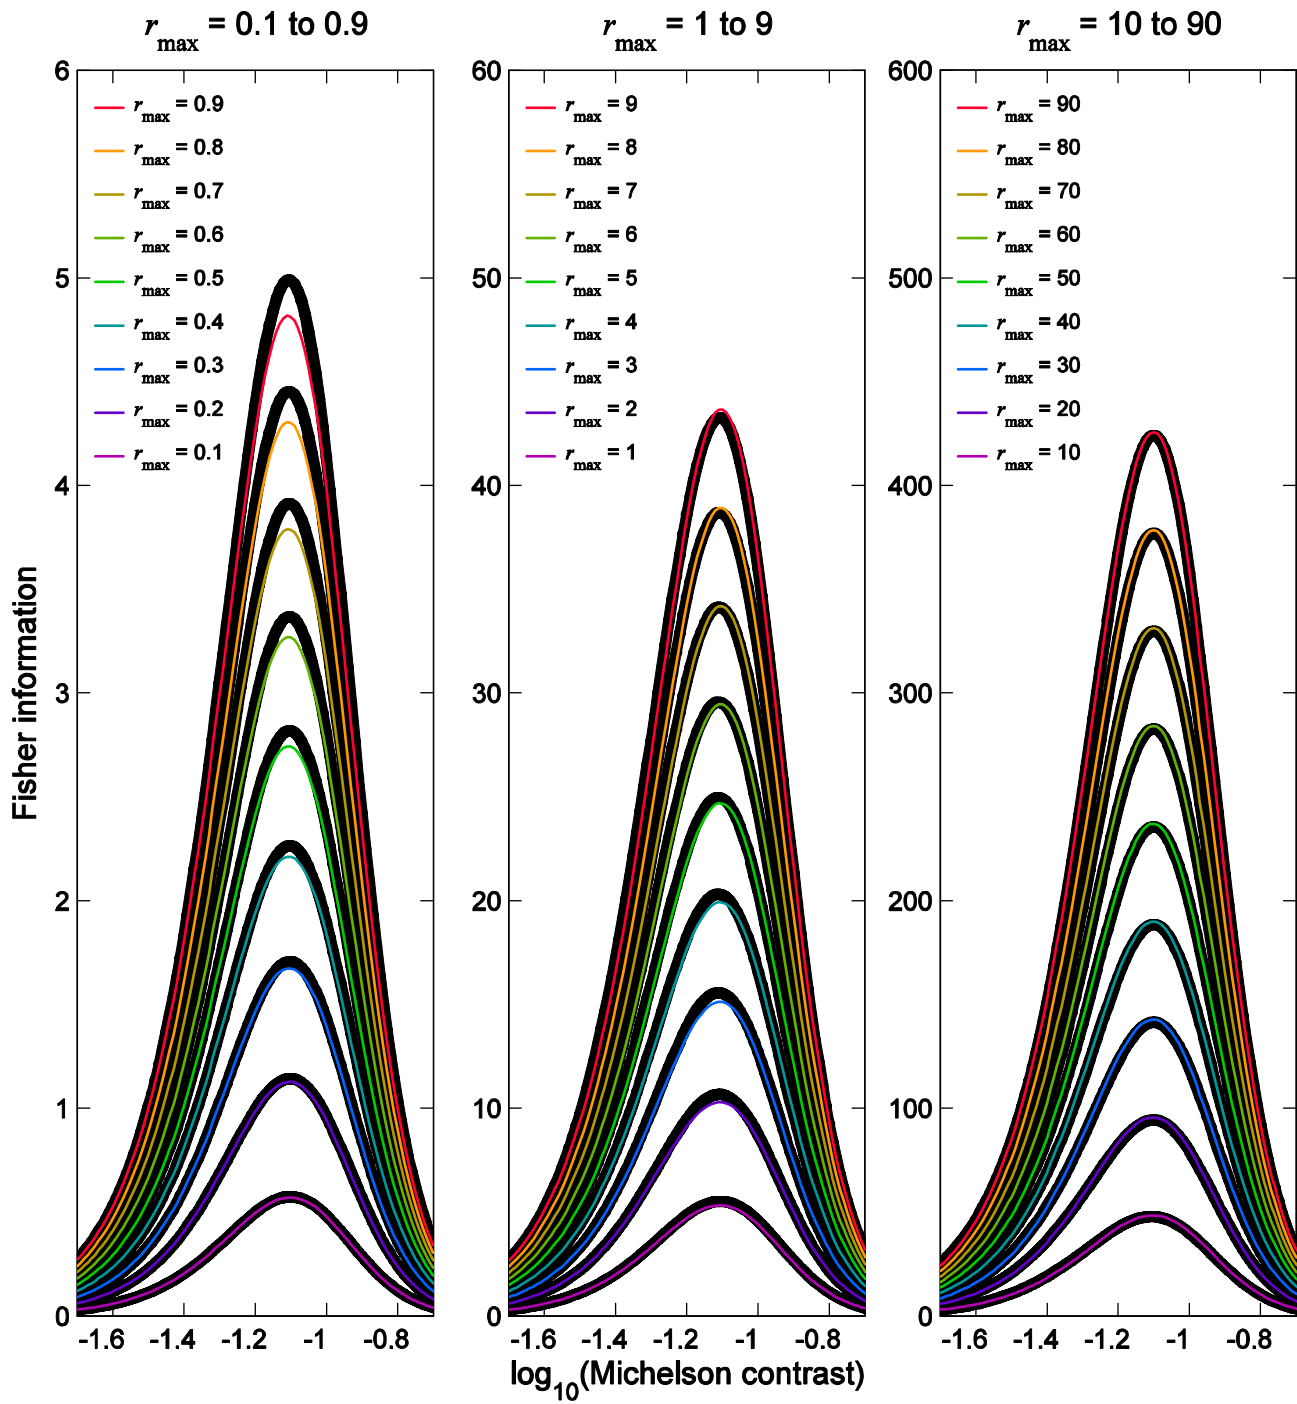 r_max = 0.1 to 0.9
r_max = 1 to 9
r_max = 10 to 90
6
5
4
3
2
1
0
r_max = 0.9
r_max = 0.8
r_max = 0.7
r_max = 0.6
r_max = 0.5
r_max = 0.4
r_max = 0.3
r_max = 0.2
r_max = 0.1
-1.6 -1.4 -1.2 -1 -0.8
60
50
40
30
20
10
0
r_max = 9
r_max = 8
r_max = 7
r_max = 6
r_max = 5
r_max = 4
r_max = 3
r_max = 2
r_max = 1
-1.6 -1.4 -1.2 -1 -0.8
600
500
400
300
200
100
0
r_max = 90
r_max = 80
r_max = 70
r_max = 60
r_max = 50
r_max = 40
r_max = 30
r_max = 20
r_max = 10
-1.6 -1.4 -1.2 -1 -0.8
Fisher information
log10(Michelson contrast)